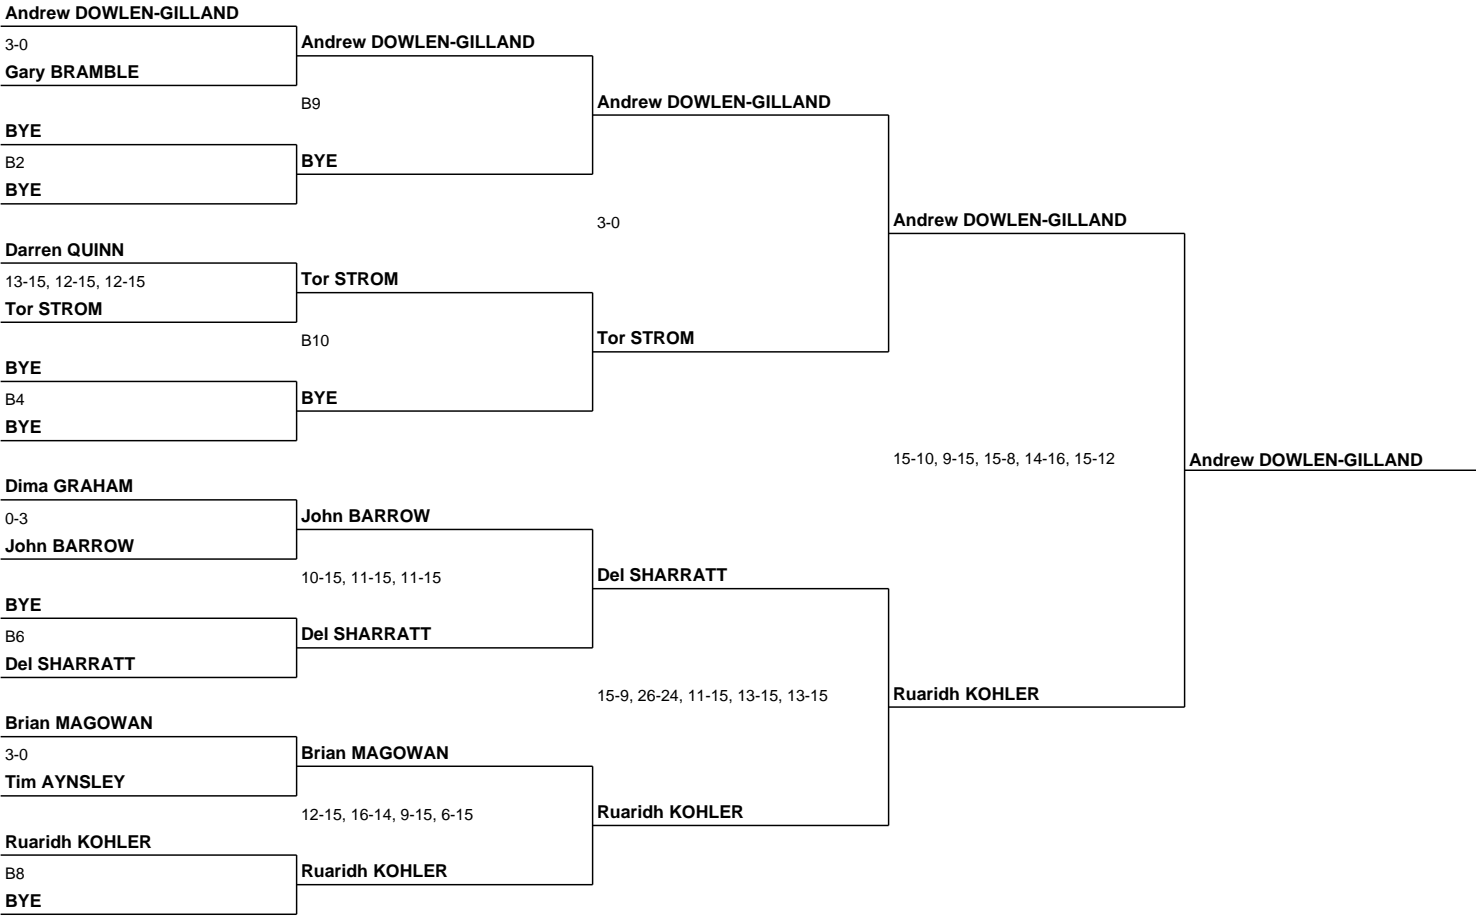 Andrew DOWLEN-GILLAND
3-0
Gary BRAMBLE
BYE
B2
BYE
Darren QUINN
13-15, 12-15, 12-15
Tor STROM
BYE
B4
BYE
Dima GRAHAM
0-3
John BARROW
BYE
B6
Del SHARRATT
Brian MAGOWAN
3-0
Tim AYNSLEY
Ruaridh KOHLER
B8
BYE
Andrew DOWLEN-GILLAND
B9
BYE
Tor STROM
B10
BYE
John BARROW
10-15, 11-15, 11-15
Del SHARRATT
Brian MAGOWAN
12-15, 16-14, 9-15, 6-15
Ruaridh KOHLER
Andrew DOWLEN-GILLAND
3-0
Tor STROM
Del SHARRATT
15-9, 26-24, 11-15, 13-15, 13-15
Ruaridh KOHLER
Andrew DOWLEN-GILLAND
15-10, 9-15, 15-8, 14-16, 15-12
Ruaridh KOHLER
Andrew DOWLEN-GILLAND